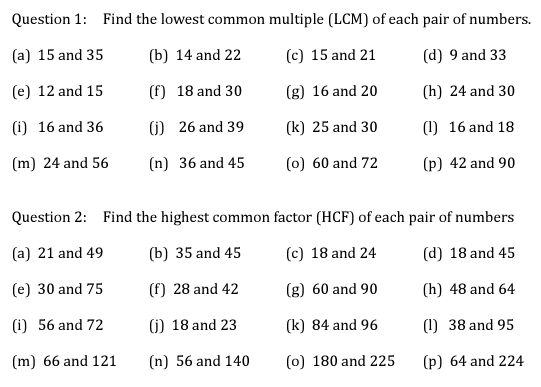 Question 1: Find the lowest common multiple (LCM) of each pair of numbers.
(a) 15 and 35 (b) 14 and 22 (c) 15 and 21 (d) 9 and 33
(e) 12 and 15 (f) 18 and 30 (g) 16 and 20 (h) 24 and 30
(i) 16 and 36 (j) 26 and 39 (k) 25 and 30 (l) 16 and 18
(m) 24 and 56 (n) 36 and 45 (o) 60 and 72 (p) 42 and 90
Question 2: Find the highest common factor (HCF) of each pair of numbers
(a) 21 and 49 (b) 35 and 45 (c) 18 and 24 (d) 18 and 45
(e) 30 and 75 (f) 28 and 42 (g) 60 and 90 (h) 48 and 64
(i) 56 and 72 (j) 18 and 23 (k) 84 and 96 (l) 38 and 95
(m) 66 and 121 (n) 56 and 140 (o) 180 and 225 (p) 64 and 224